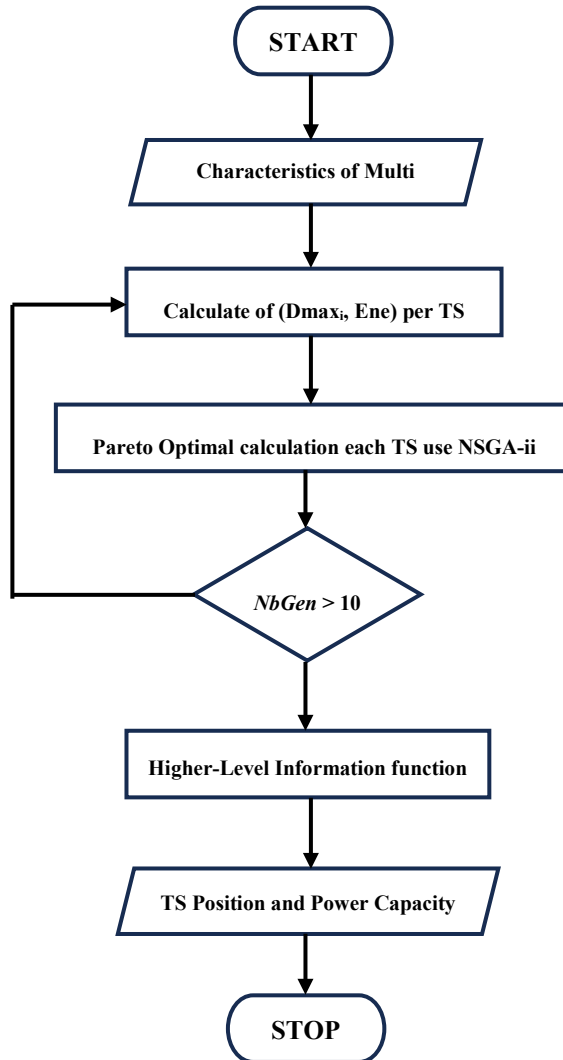 START
Characteristics of Multi
Calculate of (Dmaxᵢ, Ene) per TS
Pareto Optimal calculation each TS use NSGA-ii
NbGen > 10
Higher-Level Information function
TS Position and Power Capacity
STOP